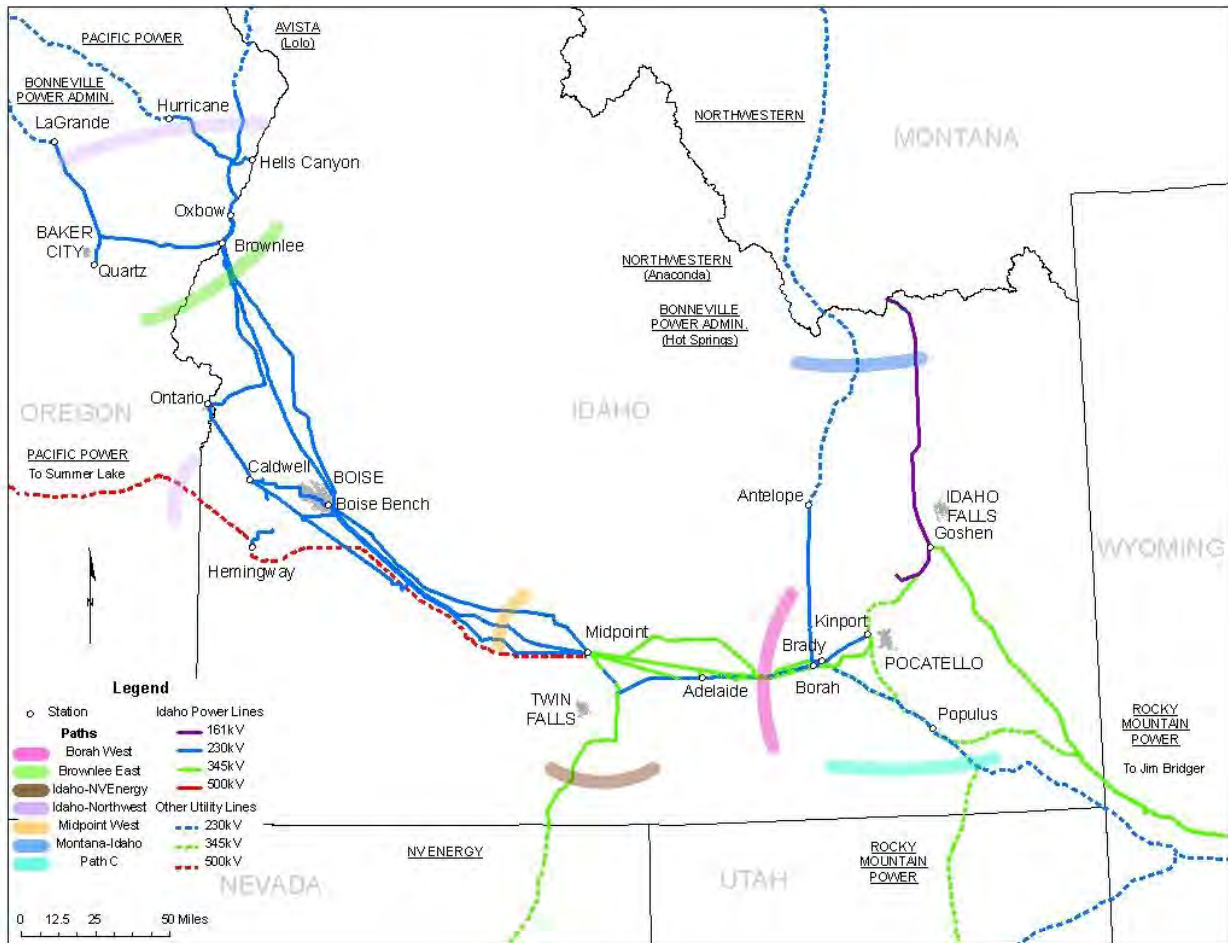 PACIFIC POWER
AVISTA
(Lolo)
BONNEVILLE
POWER ADMIN.
Hurricane
LaGrande
NORTHWESTERN
MONTANA
Hells Canyon
Oxbow
BAKER
CITY
Brownlee
Quartz
NORTHWESTERN
(Anaconda)
BONNEVILLE
POWER ADMIN.
(Hot Springs)
Ontario
OREGON
IDAHO
PACIFIC POWER
To Summer Lake
Caldwell
BOISE
Boise Bench
Antelope
IDAHO
FALLS
Goshen
WYOMING
Hemingway
N
Midpoint
Kinport
Brady
POCATELLO
Borah
Adelaide
TWIN
FALLS
Populus
ROCKY
MOUNTAIN
POWER
To Jim Bridger
Legend
Station
Paths
Borah West
Brownlee East
Idaho-NVEnergy
Idaho-Northwest
Midpoint West
Montana-Idaho
Path C
Idaho Power Lines
161kV
230kV
345kV
500kV
Other Utility Lines
230kV
345kV
500kV
NV ENERGY
ROCKY
MOUNTAIN
POWER
NEVADA
UTAH
0 12.5 25 50 Miles